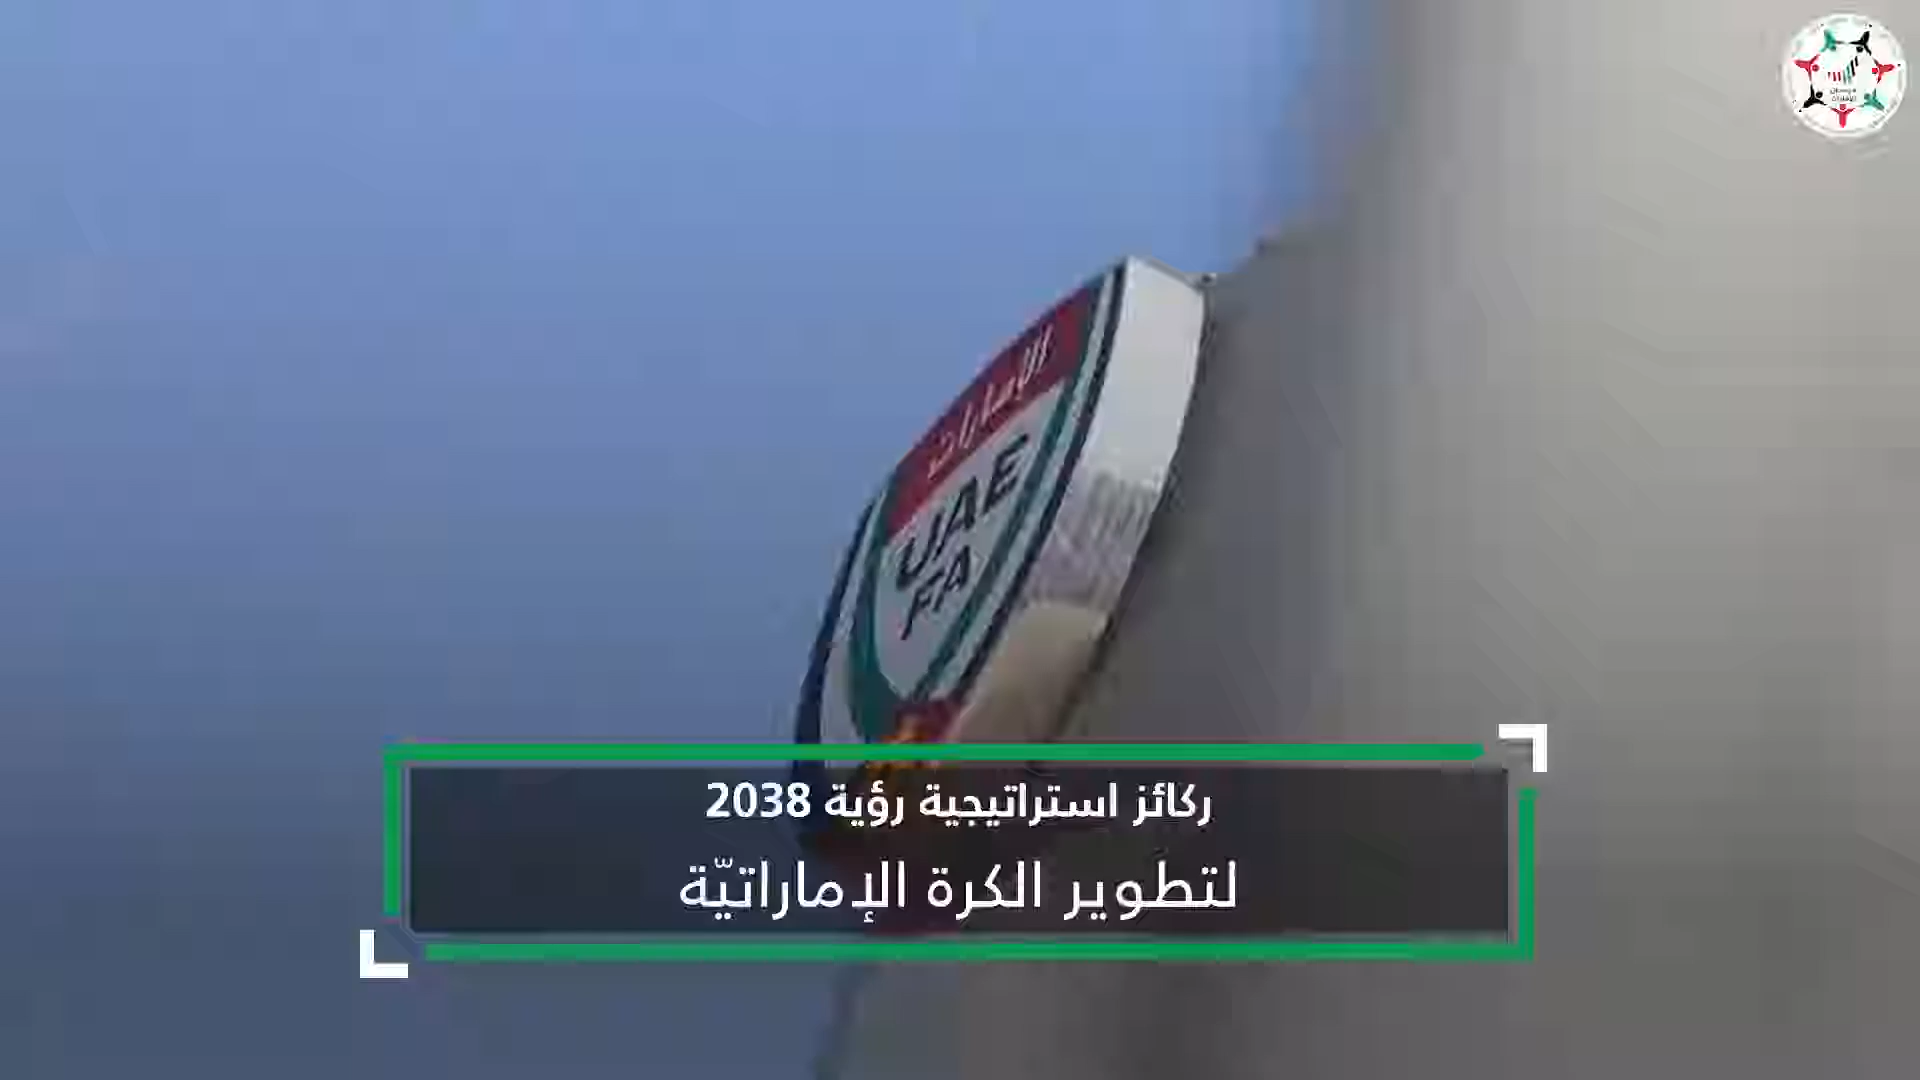 الإمارات
UAE
FA
ركائز استراتيجية رؤية 2038
لتطوير الكرة الإماراتيّة